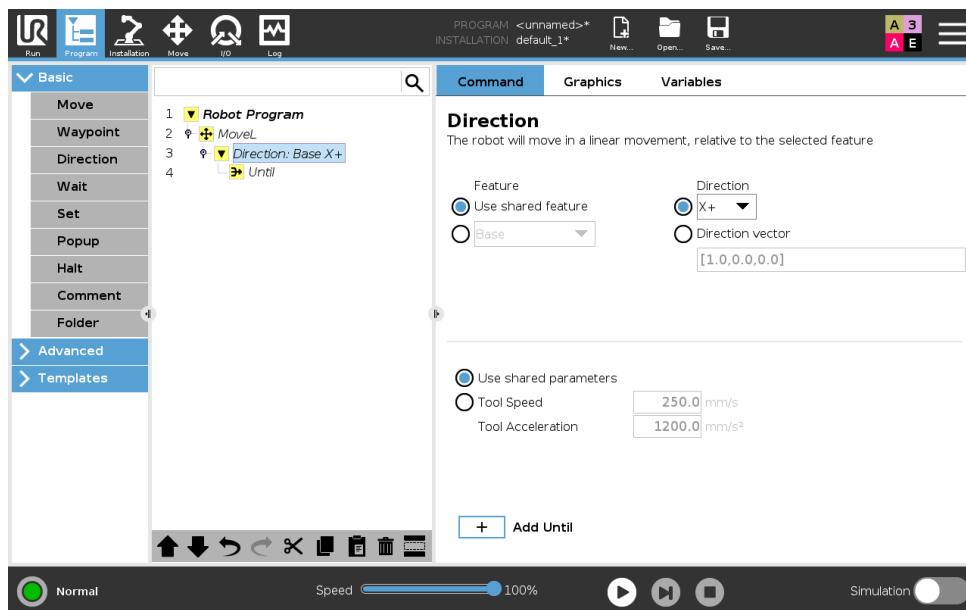 UR
PROGRAM <unnamed>*
INSTALLATION default_1*
Run Program Installation Move I/O Log New... Open... Save...
A 3
A E
Basic
Move
Waypoint
Direction
Wait
Set
Popup
Halt
Comment
Folder
Advanced
Templates
1 Robot Program
2 MoveL
3 Direction: Base X+
4 Until
Command Graphics Variables
Direction
The robot will move in a linear movement, relative to the selected feature
Feature Direction
Use shared feature X+
Base Direction vector
[1.0,0.0,0.0]
Use shared parameters
Tool Speed 250.0 mm/s
Tool Acceleration 1200.0 mm/s²
+ Add Until
Normal Speed 100% Simulation